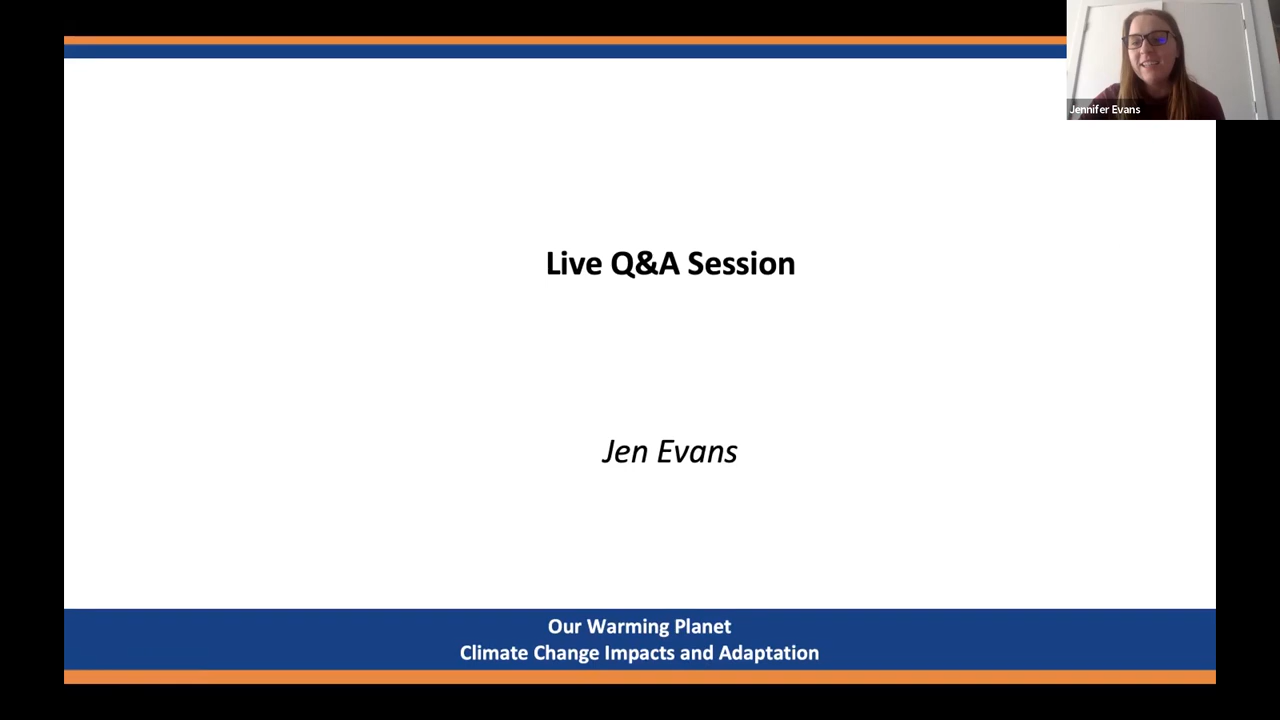 Jennifer Evans
Live Q&A Session
Jen Evans
Our Warming Planet
Climate Change Impacts and Adaptation